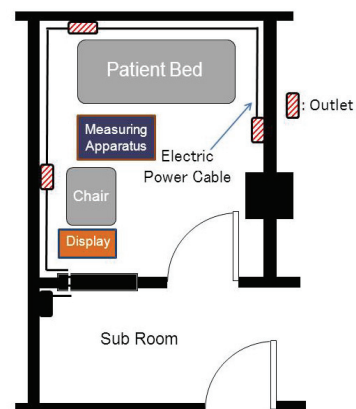 Patient Bed
: Outlet
Measuring
Apparatus
Electric
Power Cable
Chair
Display
Sub Room